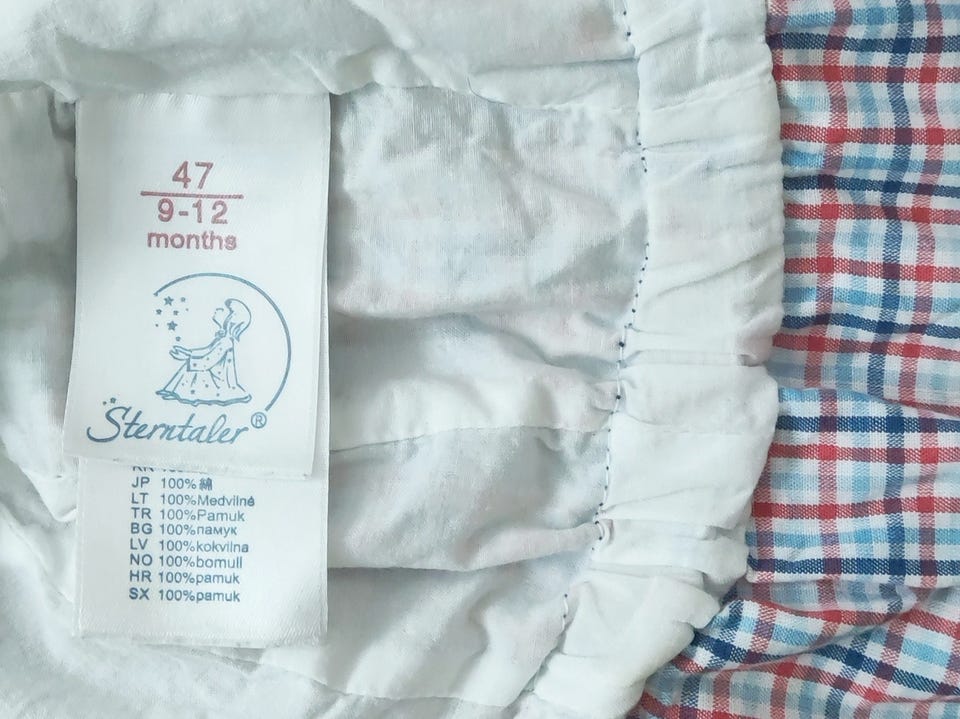 47
9-12
months
Sterntaler®
JP 100%綿
LT 100%Medvilnė
TR 100%Pamuk
BG 100%памук
LV 100%kokvilna
NO 100%bomull
HR 100%pamuk
SX 100%pamuk